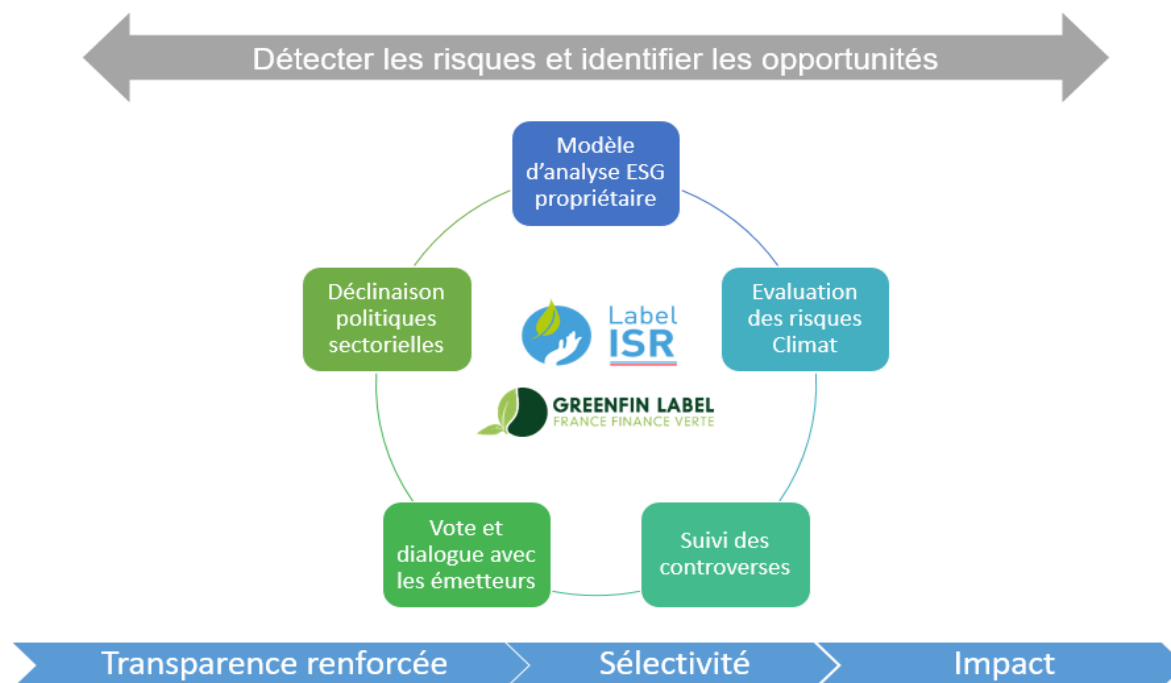 Détecter les risques et identifier les opportunités
Modèle
d'analyse ESG
propriétaire
Déclinaison
politiques
sectorielles
Evaluation
des risques
Climat
Label
ISR
GREENFIN LABEL
FRANCE FINANCE VERTE
Vote et
dialogue avec
les émetteurs
Suivi des
controverses
Transparence renforcée
Sélectivité
Impact